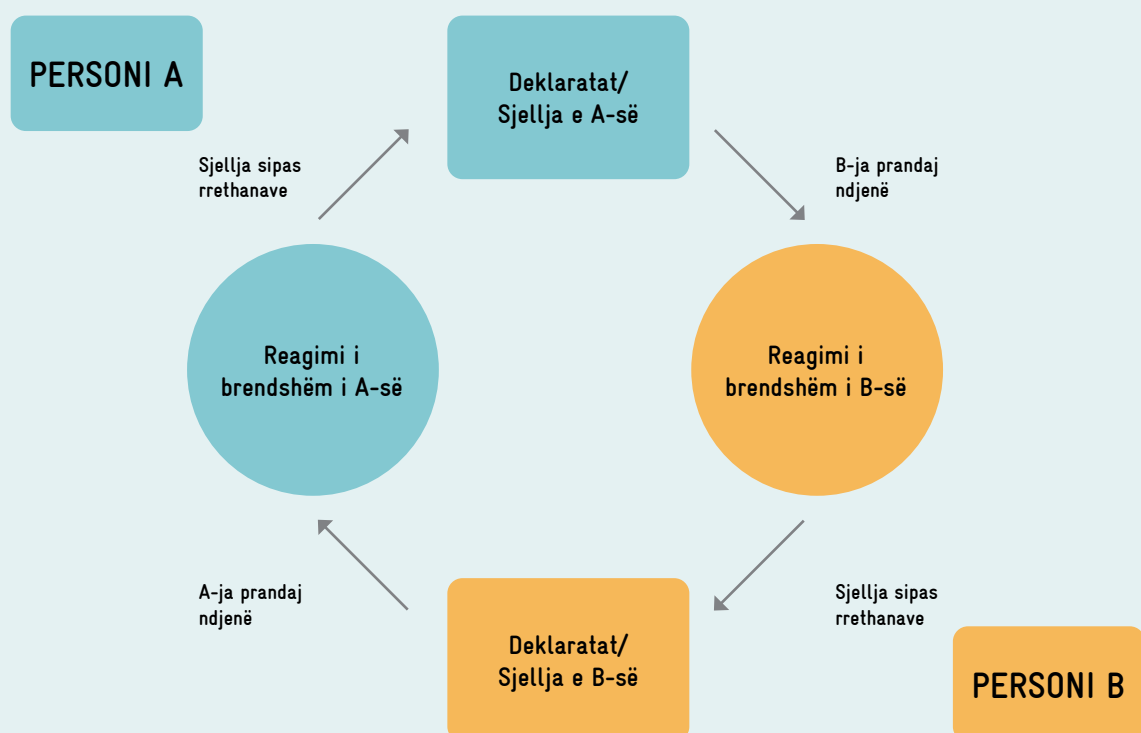 PERSONI A
Deklaratat/
Sjellja e A-së
Sjellja sipas
rrethanave
B-ja prandaj
ndjenë
Reagimi i
brendshëm i A-së
Reagimi i
brendshëm i B-së
A-ja prandaj
ndjenë
Sjellja sipas
rrethanave
Deklaratat/
Sjellja e B-së
PERSONI B